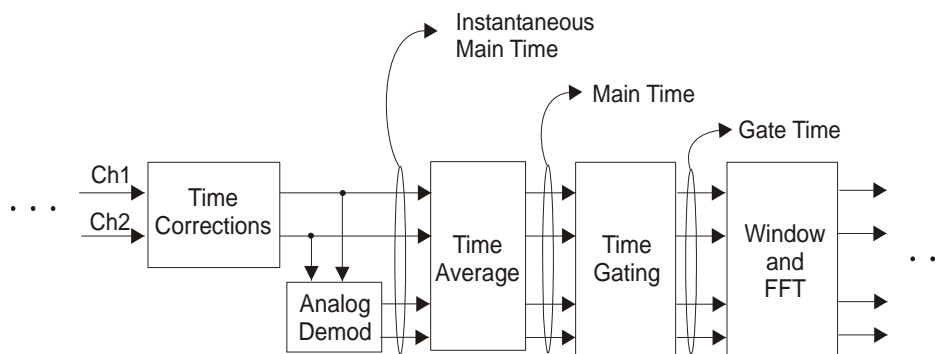 Instantaneous
Main Time
Main Time
Gate Time
Ch1
Ch2
. . .
Time
Corrections
Analog
Demod
Time
Average
Time
Gating
Window
and
FFT
. .